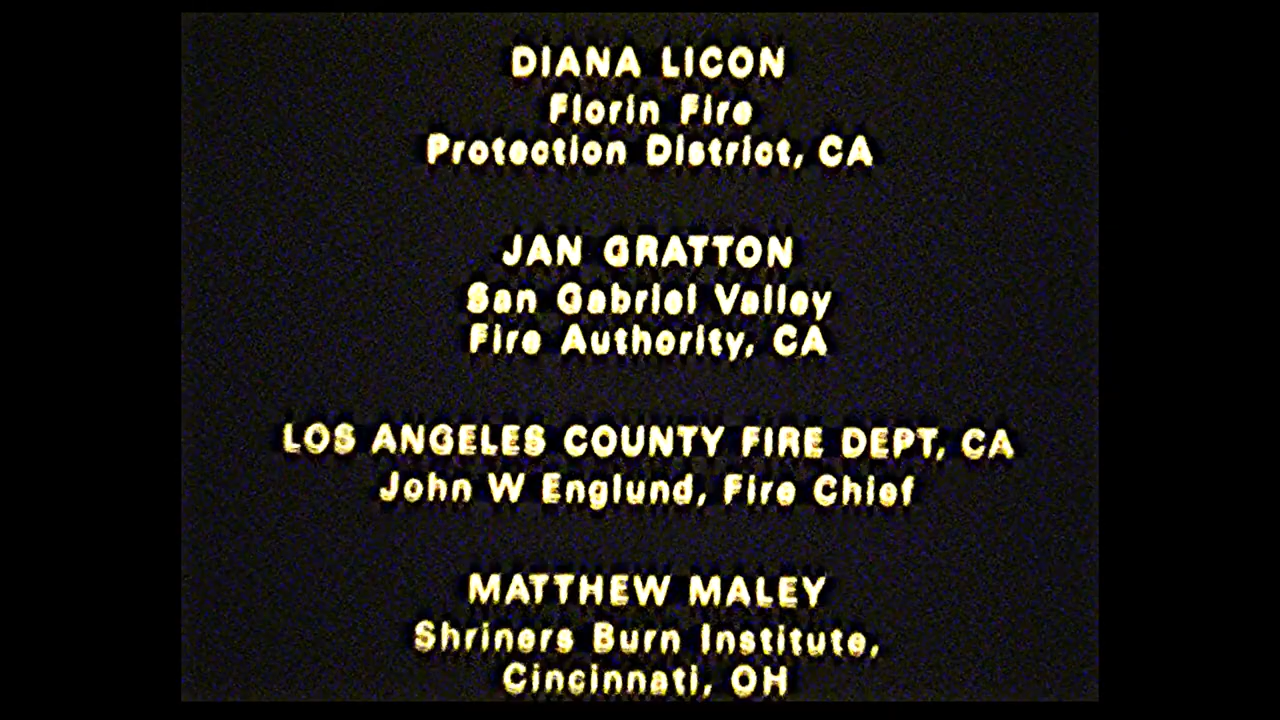 DIANA LICON
Florin Fire
Protection District, CA
JAN GRATTON
San Gabriel Valley
Fire Authority, CA
LOS ANGELES COUNTY FIRE DEPT, CA
John W Englund, Fire Chief
MATTHEW MALEY
Shriners Burn Institute,
Cincinnati, OH